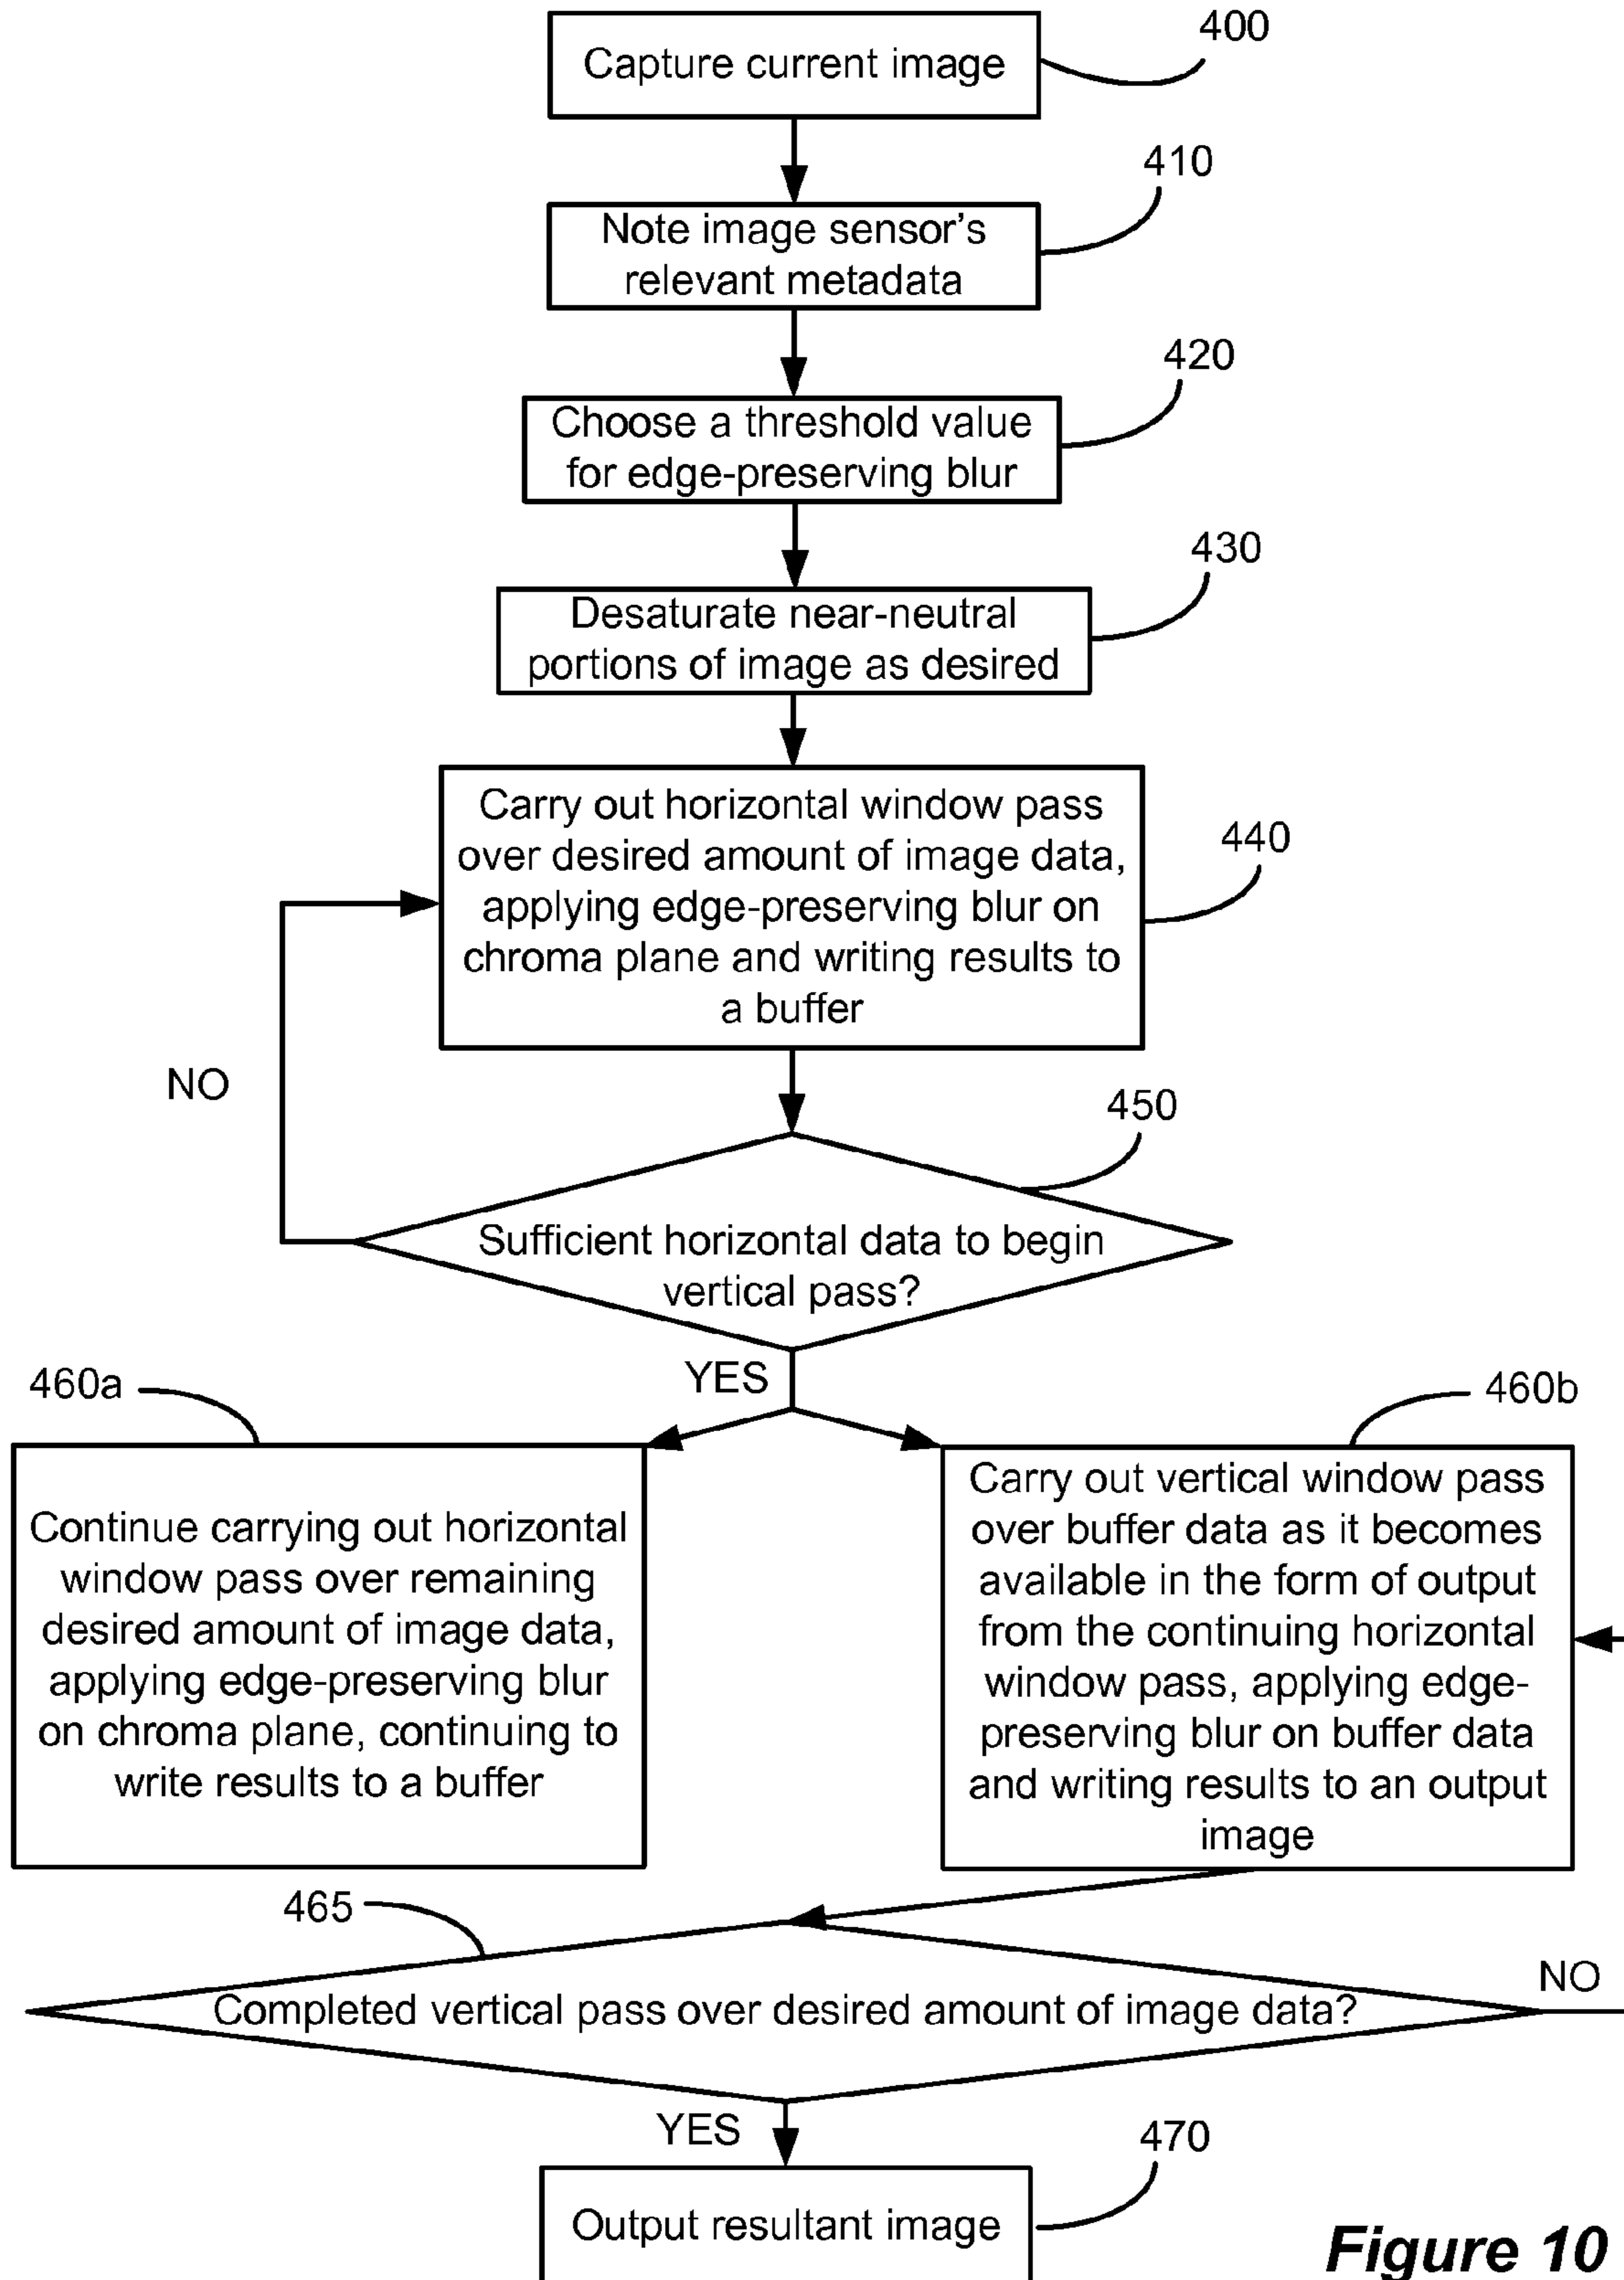 400
Capture current image
410
Note image sensor's
relevant metadata
420
Choose a threshold value
for edge-preserving blur
430
Desaturate near-neutral
portions of image as desired
440
Carry out horizontal window pass
over desired amount of image data,
applying edge-preserving blur on
chroma plane and writing results to
a buffer
NO
450
Sufficient horizontal data to begin
vertical pass?
YES
460a
460b
Continue carrying out horizontal
window pass over remaining
desired amount of image data,
applying edge-preserving blur
on chroma plane, continuing to
write results to a buffer
Carry out vertical window pass
over buffer data as it becomes
available in the form of output
from the continuing horizontal
window pass, applying edge-
preserving blur on buffer data
and writing results to an output
image
465
NO
Completed vertical pass over desired amount of image data?
YES
470
Output resultant image
Figure 10